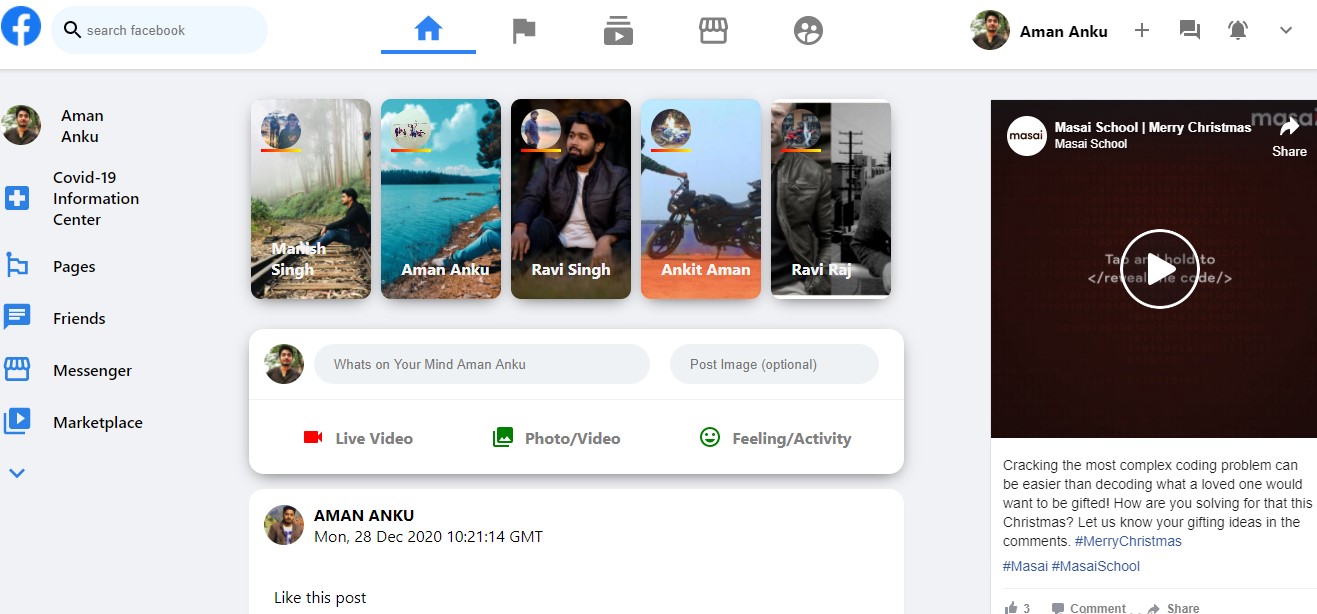 search facebook
Aman Anku
Aman
Anku
Covid-19
Information
Center
Pages
Friends
Messenger
Marketplace
Manish
Singh
Aman Anku
Ravi Singh
Ankit Aman
Ravi Raj
Whats on Your Mind Aman Anku
Post Image (optional)
Live Video
Photo/Video
Feeling/Activity
AMAN ANKU
Mon, 28 Dec 2020 10:21:14 GMT
Like this post
masai
Masai School | Merry Christmas
Masai School
Share
Tap and hold to
</reveal the code/>
Cracking the most complex coding problem can
be easier than decoding what a loved one would
want to be gifted! How are you solving for that this
Christmas? Let us know your gifting ideas in the
comments. #MerryChristmas
#Masai #MasaiSchool
3
Comment
Share